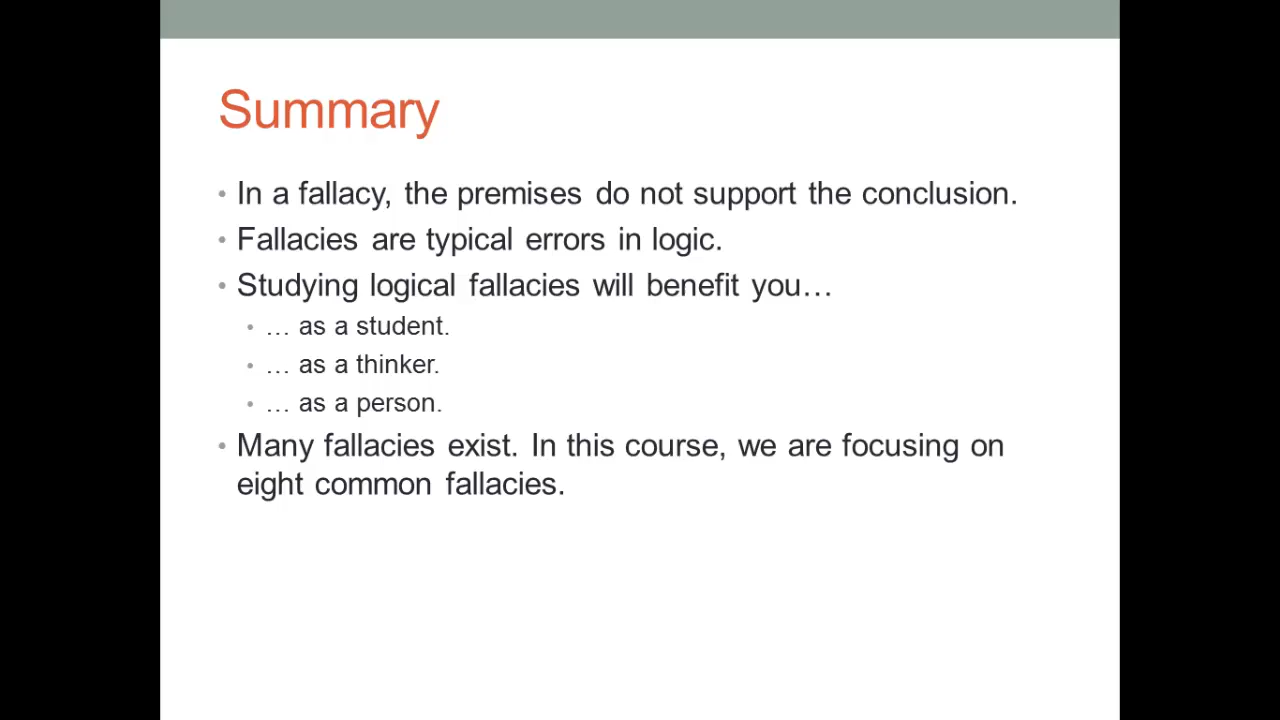 Summary
• In a fallacy, the premises do not support the conclusion.
• Fallacies are typical errors in logic.
• Studying logical fallacies will benefit you…
• … as a student.
• … as a thinker.
• … as a person.
• Many fallacies exist. In this course, we are focusing on
eight common fallacies.